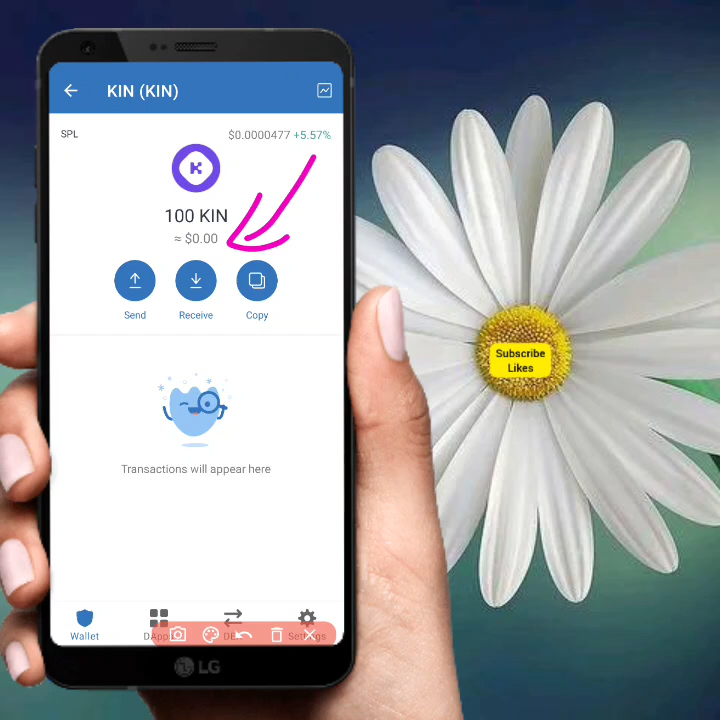 KIN (KIN)
SPL
$0.0000477 +5.57%
K
100 KIN
≈ $0.00
Send
Receive
Copy
Transactions will appear here
Wallet
Settings
LG
Subscribe
Likes